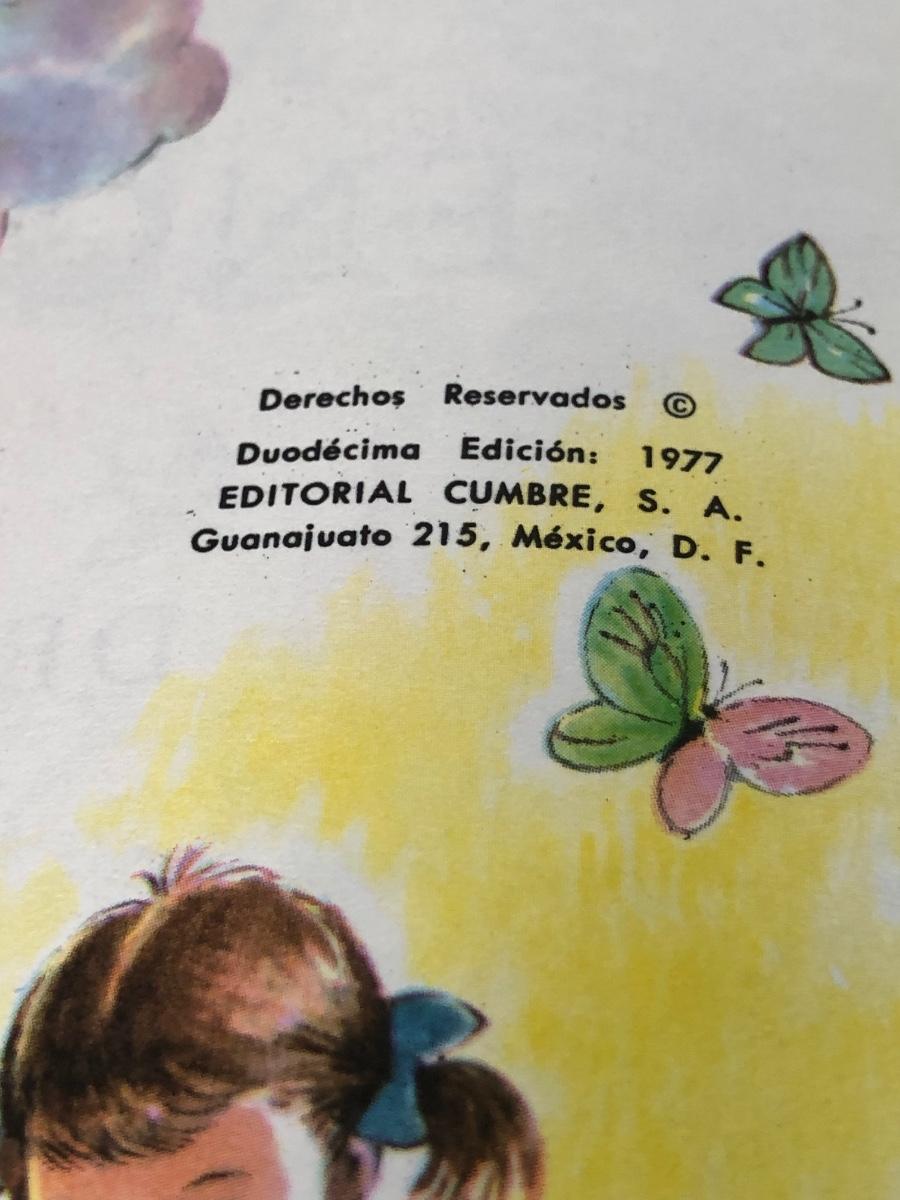 Derechos Reservados ©
Duodécima Edición: 1977
EDITORIAL CUMBRE, S. A.
Guanajuato 215, México, D. F.